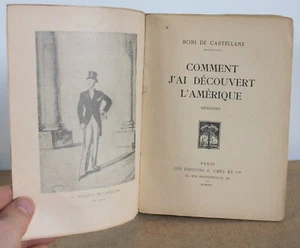 BONI DE CASTELLANE
COMMENT
J'AI DÉCOUVERT
L'AMÉRIQUE
MÉMOIRES
PARIS
LES ÉDITIONS G. CRÈS ET Cie